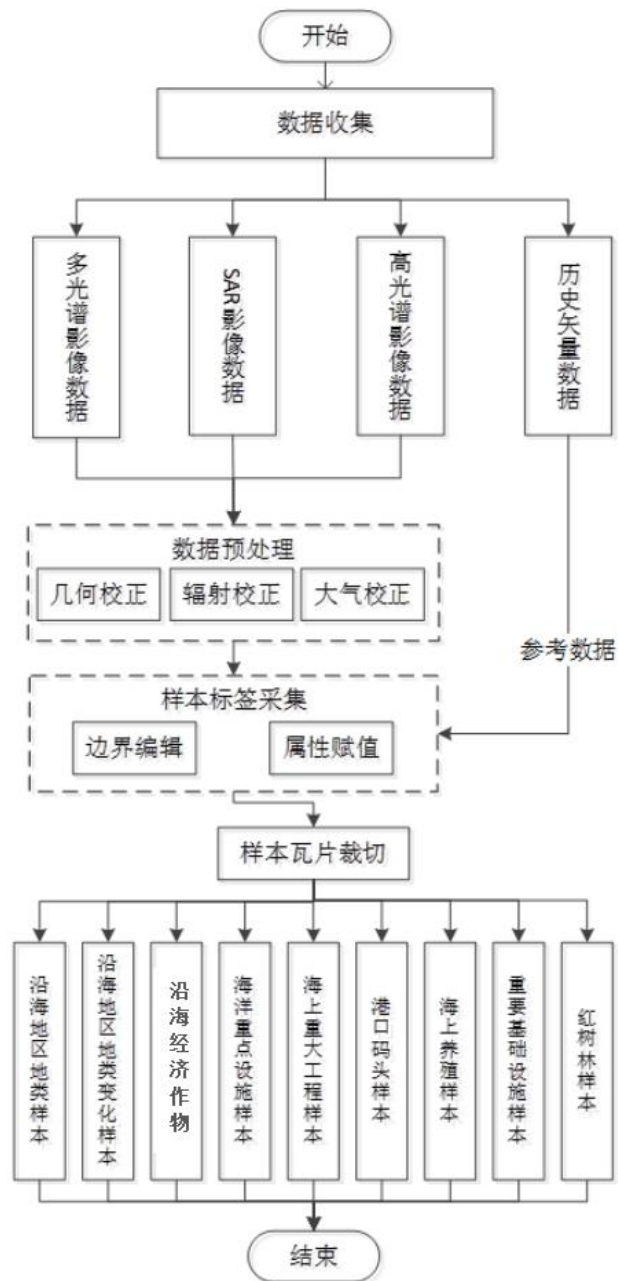 开始
数据收集
多光谱影像数据
SAR影像数据
高光谱影像数据
历史矢量数据
数据预处理
几何校正
辐射校正
大气校正
参考数据
样本标签采集
边界编辑
属性赋值
样本瓦片裁切
沿海地区地类样本
沿海地区地类变化样本
沿海经济作物
海洋重点设施样本
海上重大工程样本
港口码头样本
海上养殖样本
重要基础设施样本
红树林样本
结束